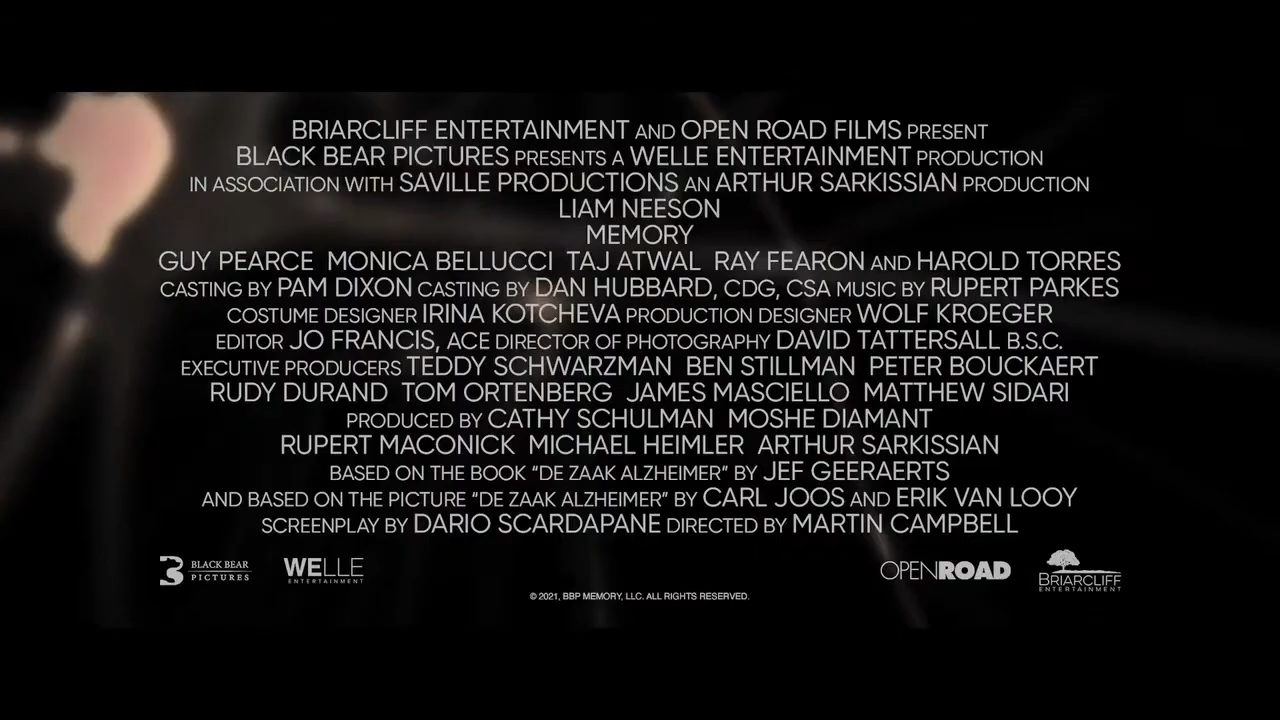 BRIARCLIFF ENTERTAINMENT AND OPEN ROAD FILMS PRESENT
BLACK BEAR PICTURES PRESENTS A WELLE ENTERTAINMENT PRODUCTION
IN ASSOCIATION WITH SAVILLE PRODUCTIONS AN ARTHUR SARKISSIAN PRODUCTION
LIAM NEESON
MEMORY
GUY PEARCE MONICA BELLUCCI TAJ ATWAL RAY FEARON AND HAROLD TORRES
CASTING BY PAM DIXON CASTING BY DAN HUBBARD, CDG, CSA MUSIC BY RUPERT PARKES
COSTUME DESIGNER IRINA KOTCHEVA PRODUCTION DESIGNER WOLF KROEGER
EDITOR JO FRANCIS, ACE DIRECTOR OF PHOTOGRAPHY DAVID TATTERSALL B.S.C.
EXECUTIVE PRODUCERS TEDDY SCHWARZMAN BEN STILLMAN PETER BOUCKAERT
RUDY DURAND TOM ORTENBERG JAMES MASCIELLO MATTHEW SIDARI
PRODUCED BY CATHY SCHULMAN MOSHE DIAMANT
RUPERT MACONICK MICHAEL HEIMLER ARTHUR SARKISSIAN
BASED ON THE BOOK “DE ZAAK ALZHEIMER” BY JEF GEERAERTS
AND BASED ON THE PICTURE “DE ZAAK ALZHEIMER” BY CARL JOOS AND ERIK VAN LOOY
SCREENPLAY BY DARIO SCARDAPANE DIRECTED BY MARTIN CAMPBELL
B BLACK BEAR PICTURES
WELLE ENTERTAINMENT
OPENROAD
BRIARCLIFF ENTERTAINMENT
© 2021, BBP MEMORY, LLC. ALL RIGHTS RESERVED.